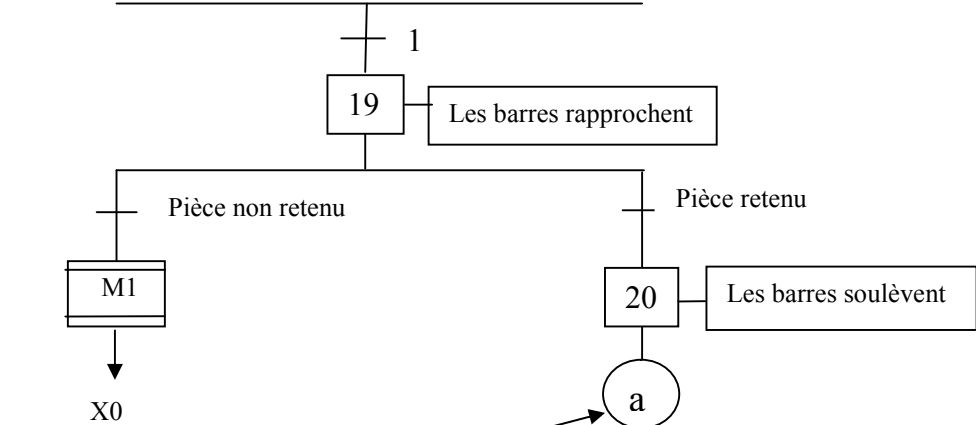 1
19
Les barres rapprochent
Pièce non retenu
Pièce retenu
M1
20
Les barres soulèvent
X0
a